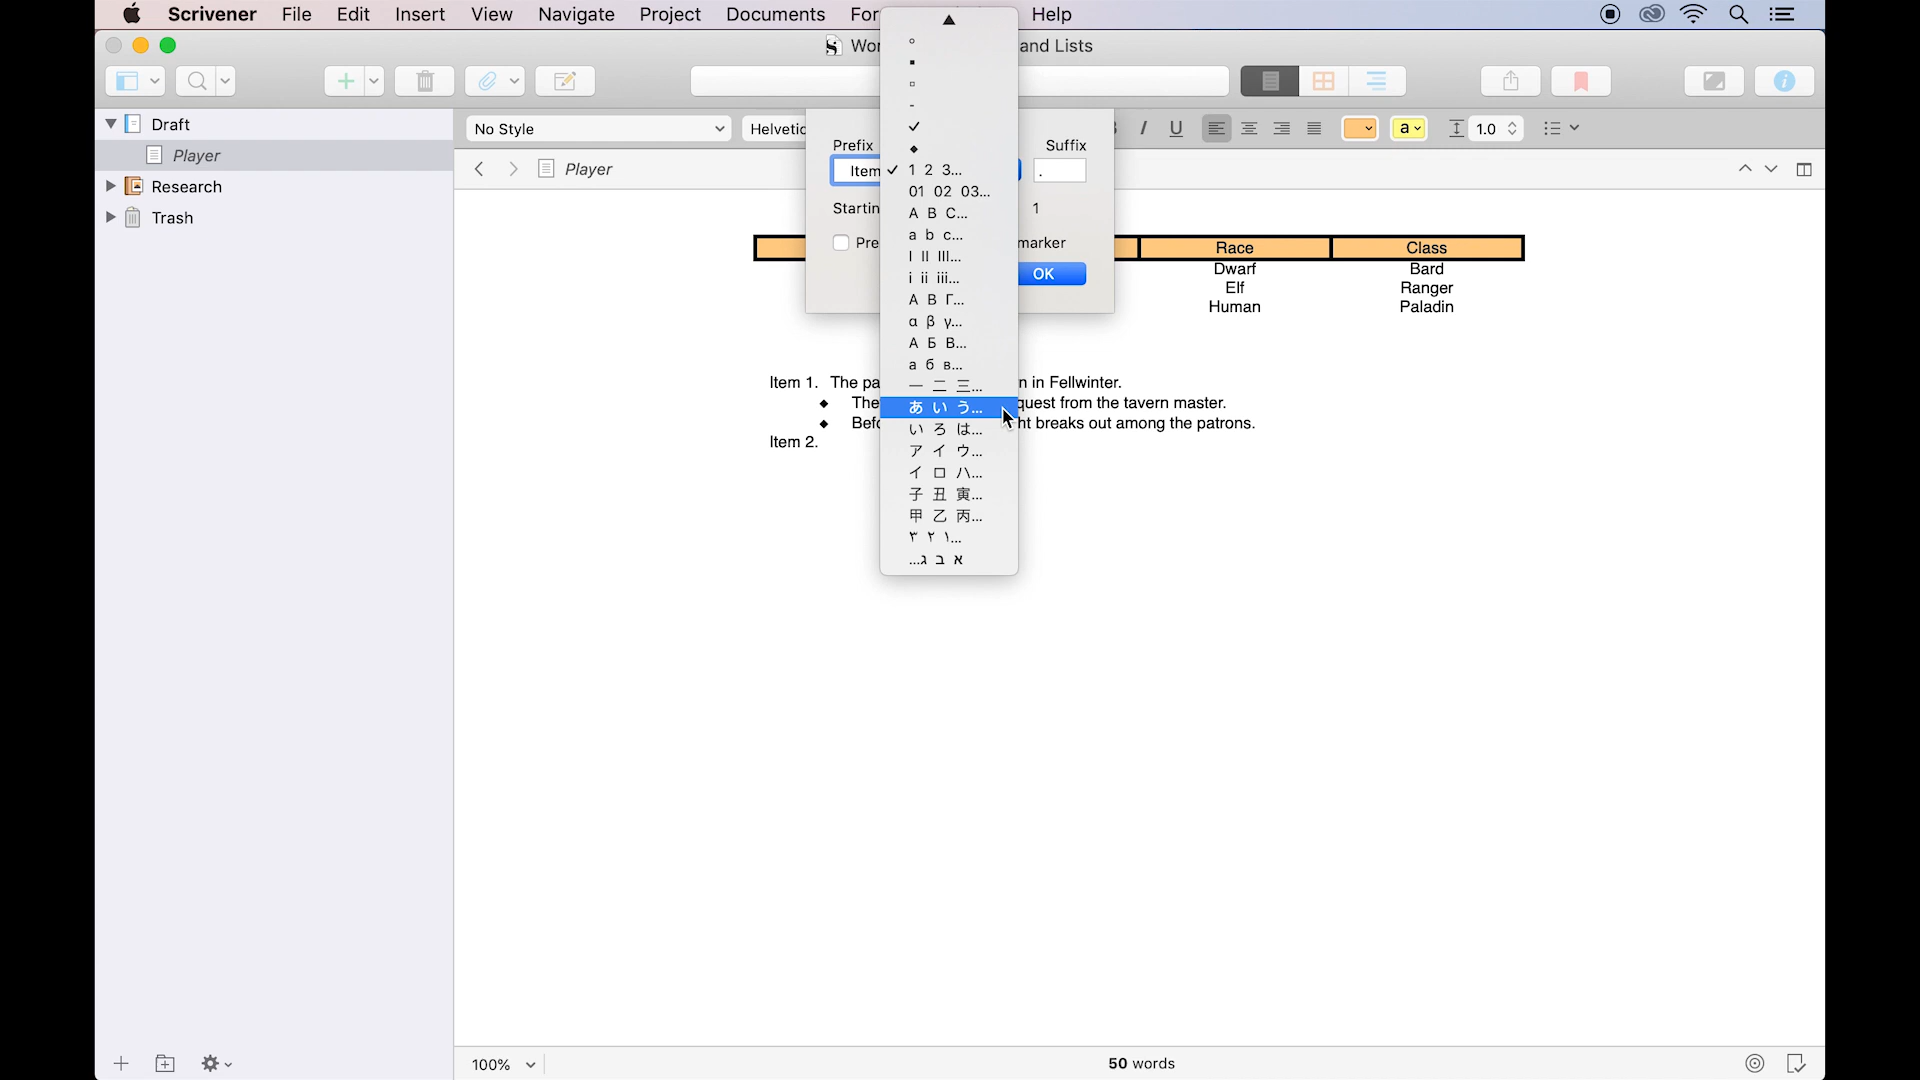 Scrivener File Edit Insert View Navigate Project Documents For Help
Wor and Lists
Draft
Player
Research
Trash
No Style
Helvetic
I U
a
1.0
Player
Prefix
Suffix
Item
.
Startin
1
Pre
marker
OK
-
1 2 3...
01 02 03...
A B C...
a b c...
I II III...
i ii iii...
Α Β Γ...
α β γ...
А Б В...
а б в...
一 二 三...
あ い う...
い ろ は...
ア イ ウ...
イ ロ ハ...
子 丑 寅...
甲 乙 丙...
١ ٢ ٣...
א ב ג...
Race Class
Dwarf Bard
Elf Ranger
Human Paladin
Item 1. The pa n in Fellwinter.
◆ The quest from the tavern master.
◆ Befo ht breaks out among the patrons.
Item 2.
100%
50 words